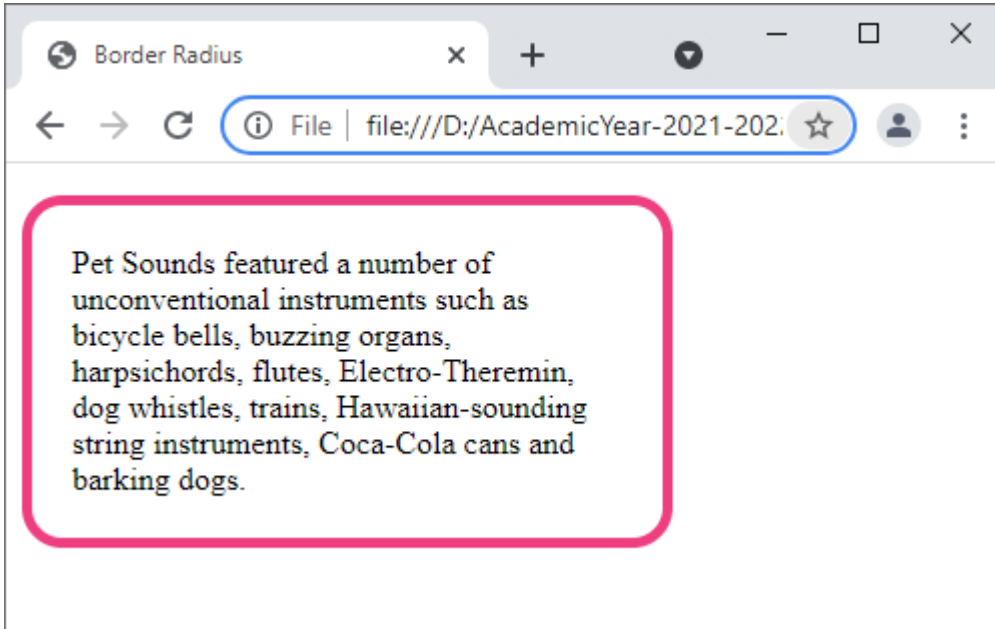 Border Radius
File file:///D:/AcademicYear-2021-202
Pet Sounds featured a number of
unconventional instruments such as
bicycle bells, buzzing organs,
harpsichords, flutes, Electro-Theremin,
dog whistles, trains, Hawaiian-sounding
string instruments, Coca-Cola cans and
barking dogs.